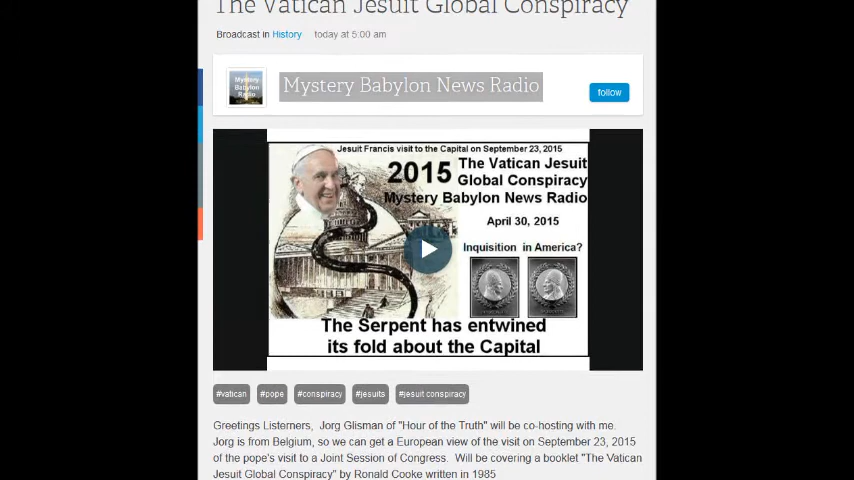 The Vatican Jesuit Global Conspiracy
Broadcast in History today at 5:00 am
Mystery Babylon Radio
Mystery Babylon News Radio
follow
Jesuit Francis visit to the Capital on September 23, 2015
2015
The Vatican Jesuit
Global Conspiracy
Mystery Babylon News Radio
April 30, 2015
Inquisition in America?
The Serpent has entwined
its fold about the Capital
#vatican #pope #conspiracy #jesuits #jesuit conspiracy
Greetings Listerners, Jorg Glisman of "Hour of the Truth" will be co-hosting with me.
Jorg is from Belgium, so we can get a European view of the visit on September 23, 2015
of the pope's visit to a Joint Session of Congress. Will be covering a booklet "The Vatican
Jesuit Global Conspiracy" by Ronald Cooke written in 1985